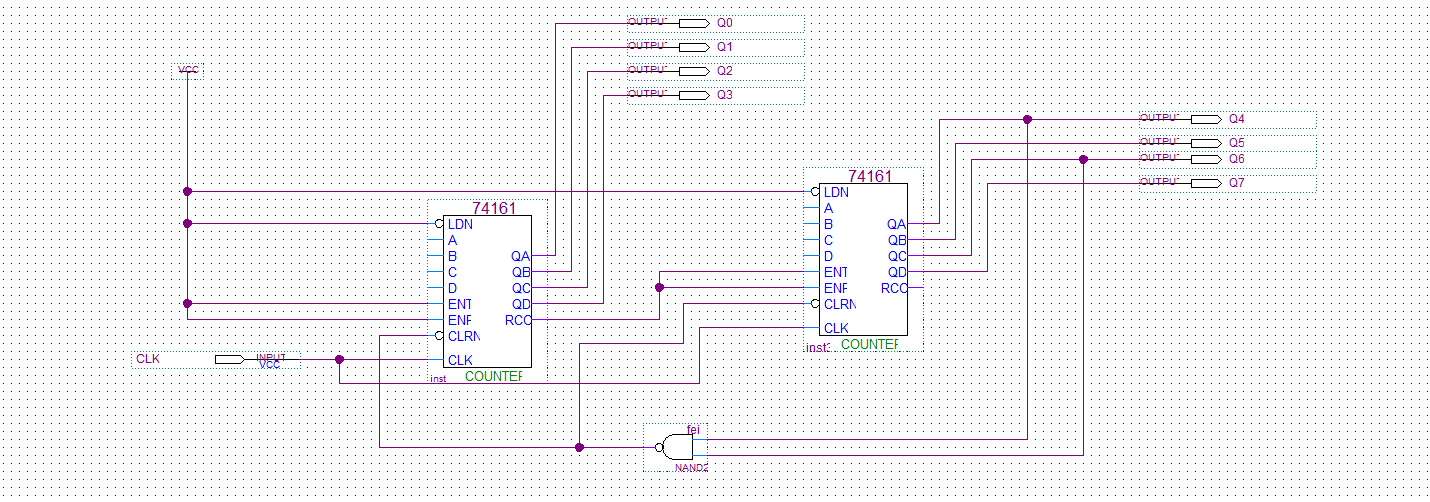 OUTPUT Q0
OUTPUT Q1
VCC
OUTPUT Q2
OUTPUT Q3
OUTPUT Q4
OUTPUT Q5
OUTPUT Q6
OUTPUT Q7
74161
LDN
A
B
C
D
ENT
ENP
CLRN
CLK
QA
QB
QC
QD
RCO
inst
COUNTER
74161
LDN
A
B
C
D
ENT
ENP
CLRN
CLK
QA
QB
QC
QD
RCO
inst1
COUNTER
CLK
INPUT
VCC
fei
NAND2